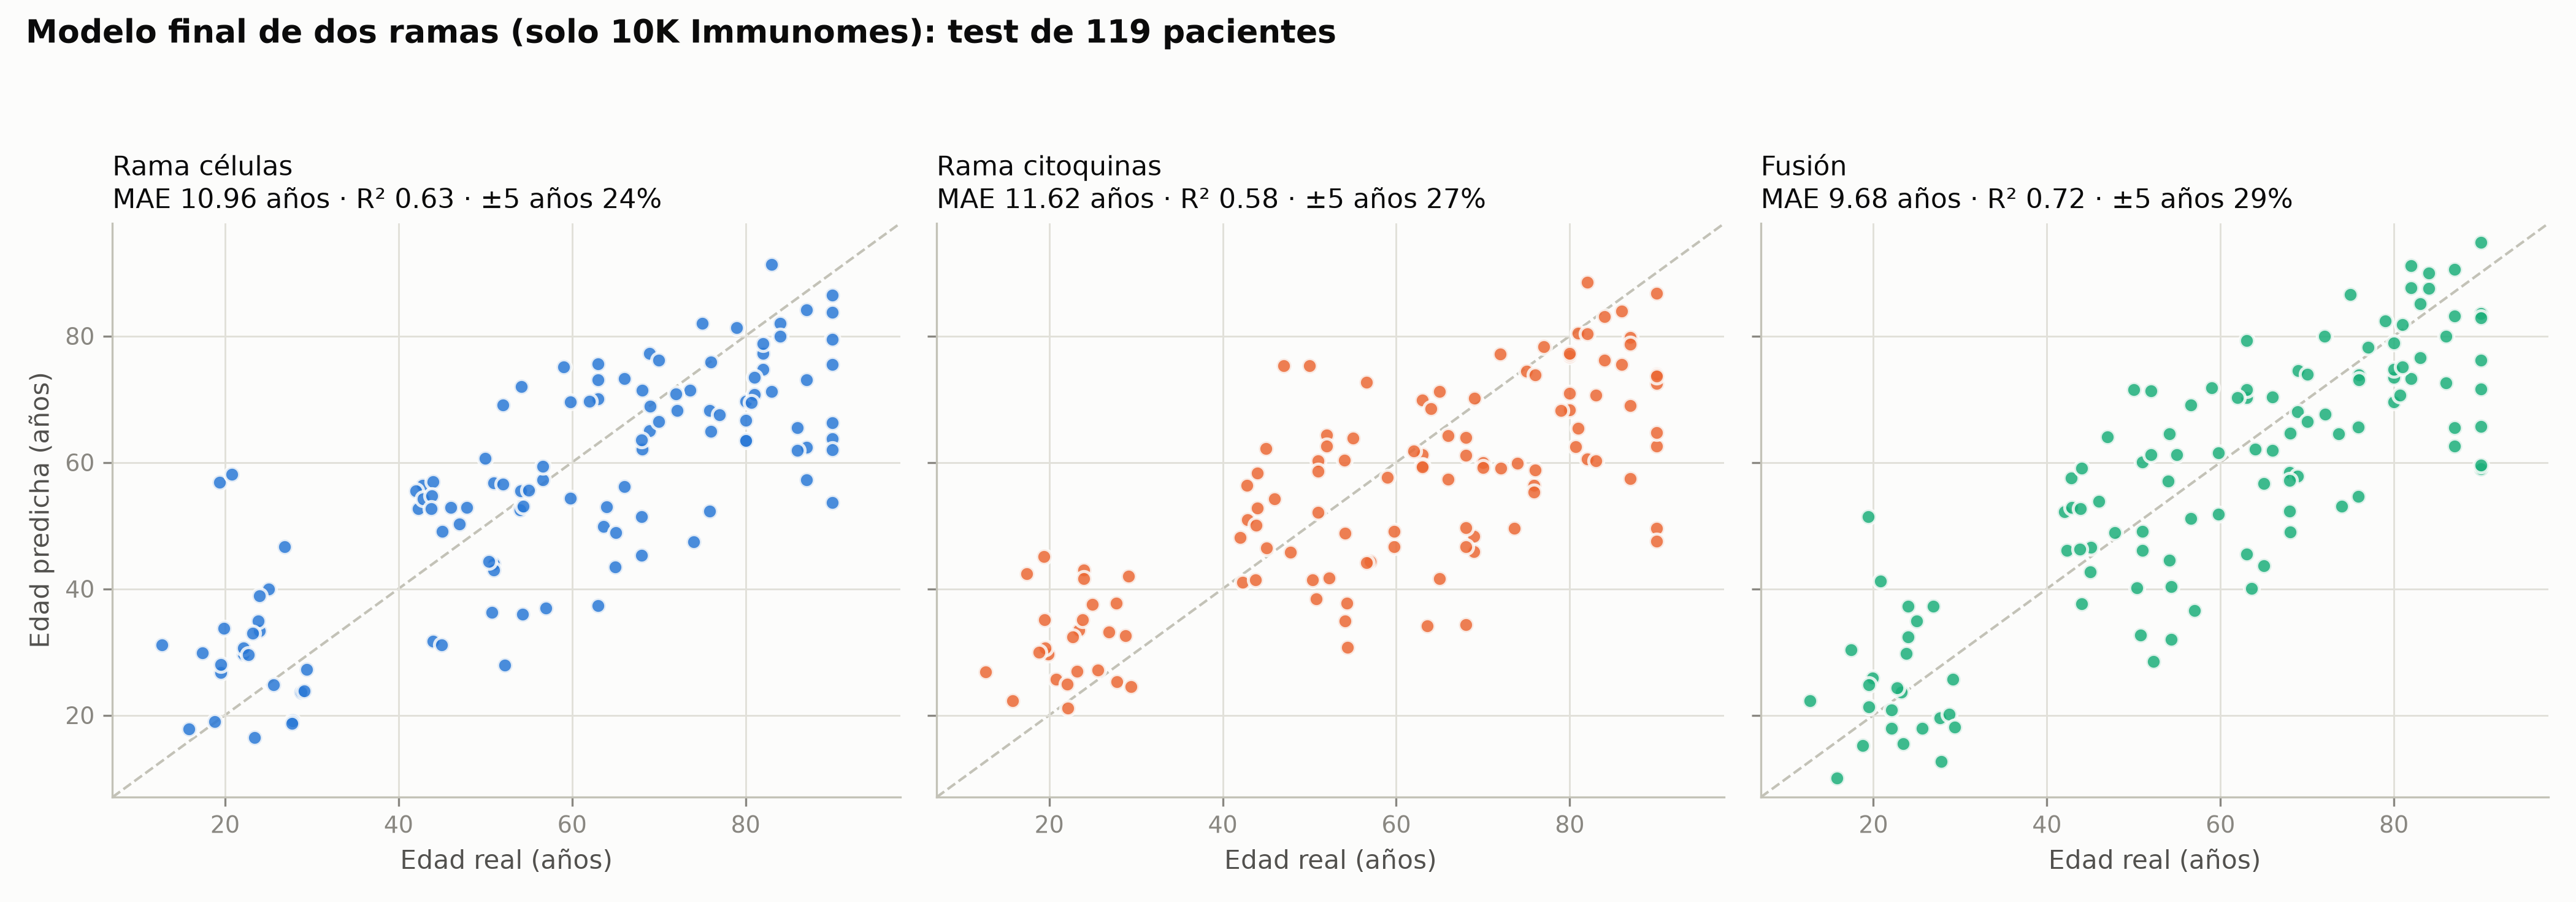 Modelo final de dos ramas (solo 10K Immunomes): test de 119 pacientes
Rama células
MAE 10.96 años · R² 0.63 · ±5 años 24%
Rama citoquinas
MAE 11.62 años · R² 0.58 · ±5 años 27%
Fusión
MAE 9.68 años · R² 0.72 · ±5 años 29%
Edad predicha (años)
80
60
40
20
20 40 60 80
20 40 60 80
20 40 60 80
Edad real (años)
Edad real (años)
Edad real (años)